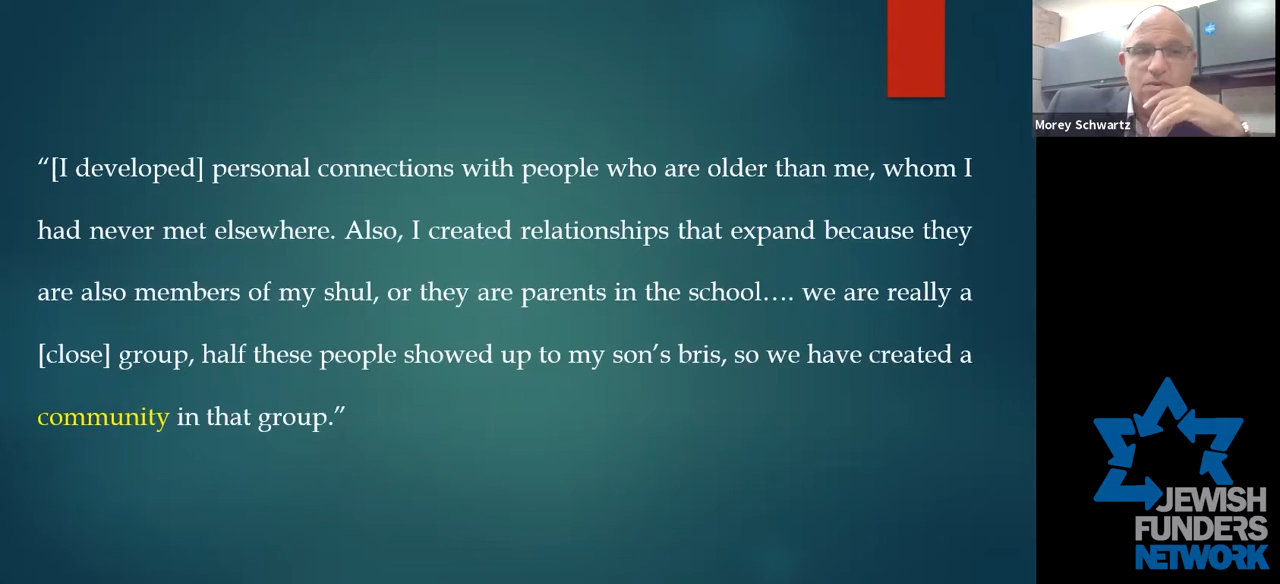 “[I developed] personal connections with people who are older than me, whom I
had never met elsewhere. Also, I created relationships that expand because they
are also members of my shul, or they are parents in the school…. we are really a
[close] group, half these people showed up to my son’s bris, so we have created a
community in that group.”
Morey Schwartz
JEWISH
FUNDERS
NETWORK